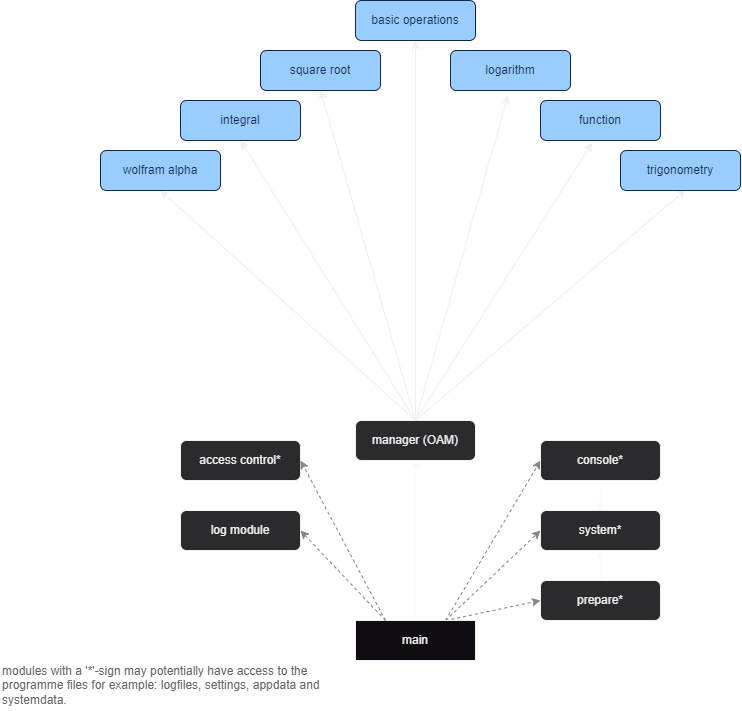 basic operations
square root
logarithm
integral
function
wolfram alpha
trigonometry
manager (OAM)
access control*
console*
log module
system*
prepare*
main
modules with a '*'-sign may potentially have access to the
programme files for example: logfiles, settings, appdata and
systemdata.